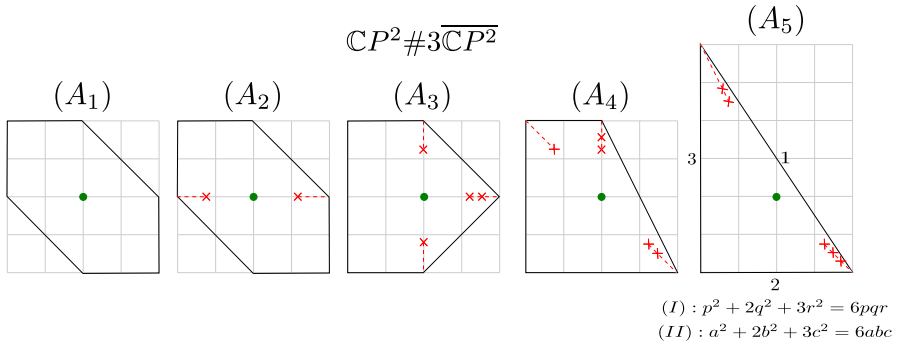 ℂP²#3\overline{ℂP²}
(A₁) (A₂) (A₃) (A₄) (A₅)
3 1
2
(I) : p² + 2q² + 3r² = 6pqr
(II) : a² + 2b² + 3c² = 6abc